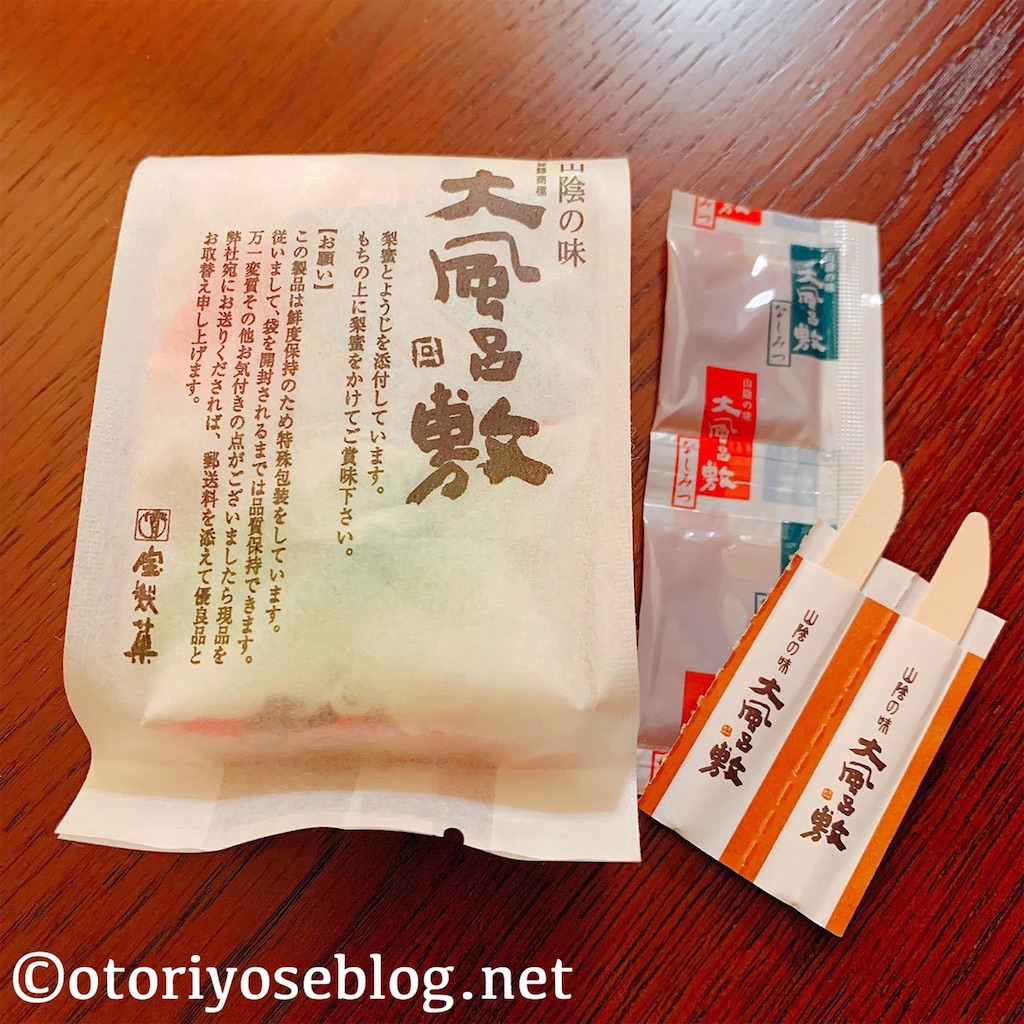 山陰の味
登録商標
大風呂敷
梨蜜とようじを添付しています。
もちの上に梨蜜をかけてご賞味下さい。
【お願い】
この製品は鮮度保持のため特殊包装をしています。
従いまして、袋を開封されるまでは品質保持できます。
万一変質その他お気付きの点がございましたら現品を
弊社宛にお送りくだされば、郵送料を添えて優良品と
お取替え申し上げます。
宝製菓
なしみつ
大風呂敷
なしみつ
山陰の味
大風呂敷
なしみつ
山陰の味
大風呂敷
山陰の味
大風呂敷
©otoriyoseblog.net